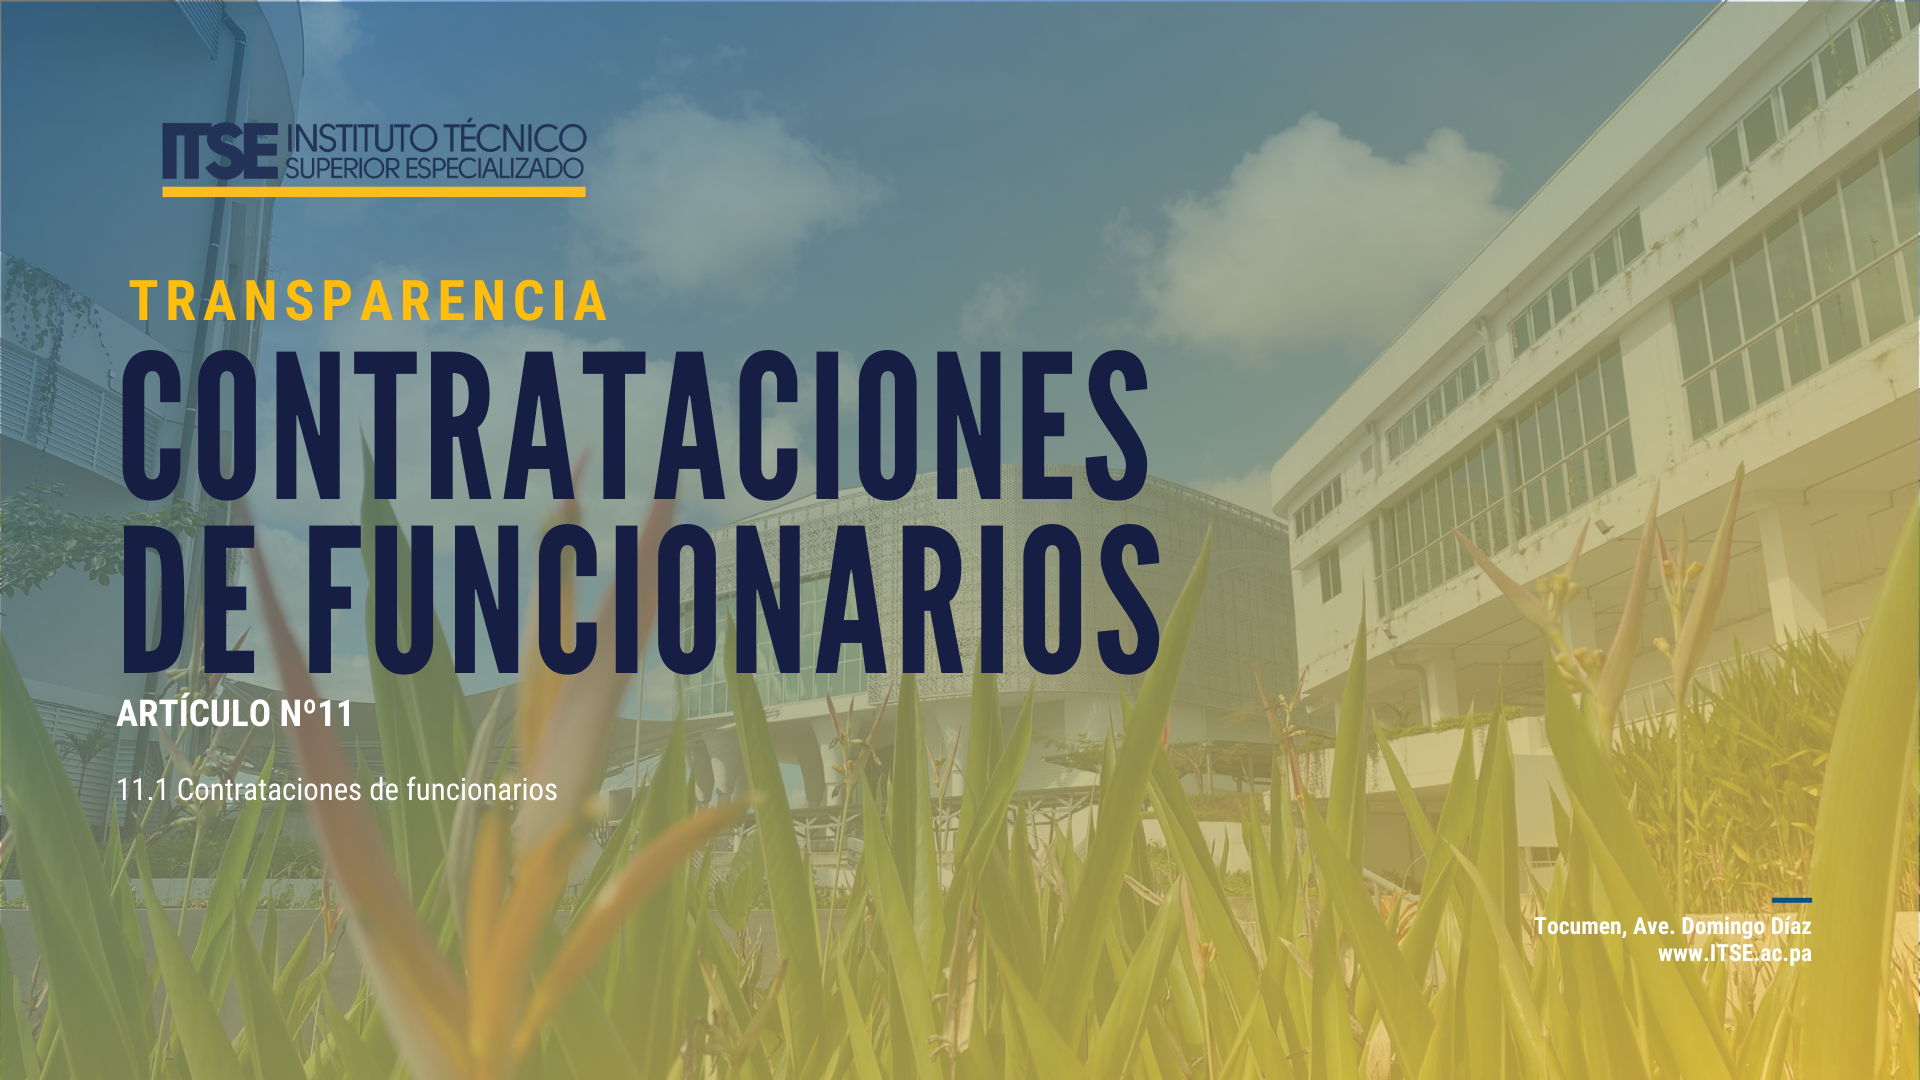 ITSE INSTITUTO TÉCNICO
SUPERIOR ESPECIALIZADO
TRANSPARENCIA
CONTRATACIONES
DE FUNCIONARIOS
ARTÍCULO Nº11
11.1 Contrataciones de funcionarios
Tocumen, Ave. Domingo Díaz
www.ITSE.ac.pa